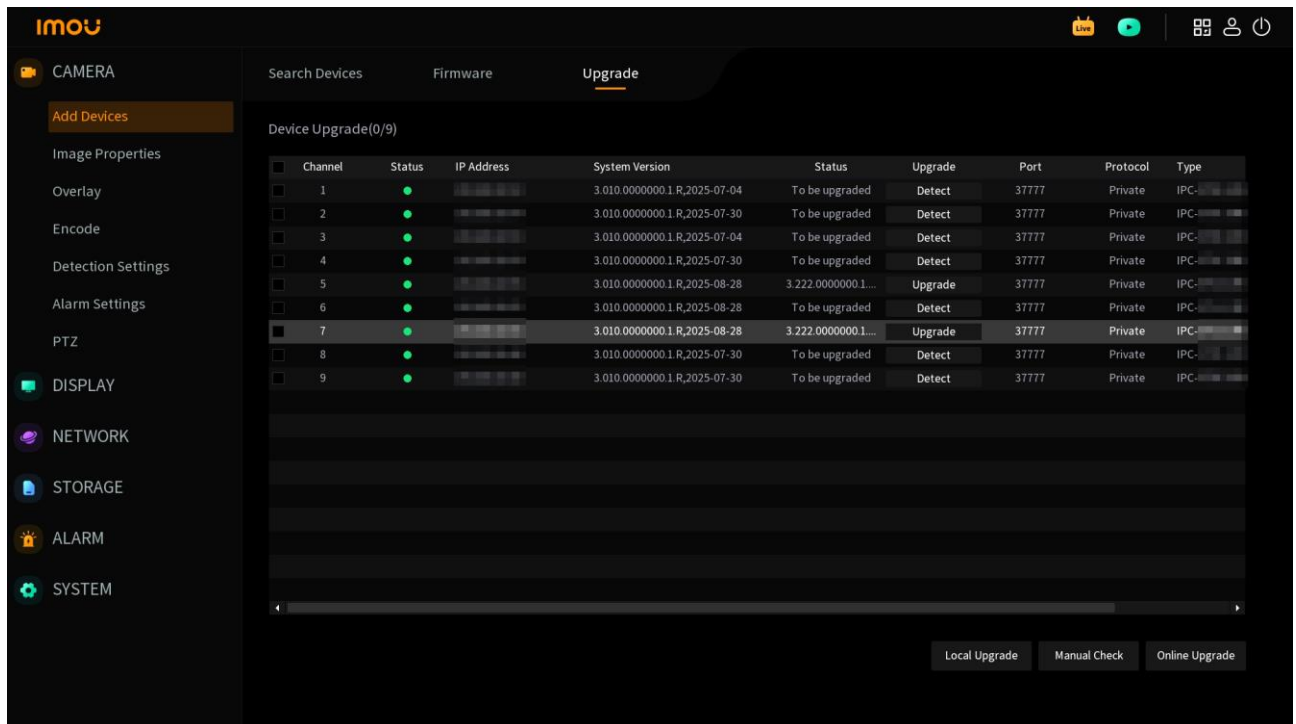 imou
Live
CAMERA
Search Devices Firmware Upgrade
Add Devices
Device Upgrade(0/9)
Image Properties
Channel Status IP Address System Version Status Upgrade Port Protocol Type
1 3.010.0000000.1.R,2025-07-04 To be upgraded Detect 37777 Private IPC-
Overlay
2 3.010.0000000.1.R,2025-07-30 To be upgraded Detect 37777 Private IPC-
Encode
3 3.010.0000000.1.R,2025-07-04 To be upgraded Detect 37777 Private IPC-
4 3.010.0000000.1.R,2025-07-30 To be upgraded Detect 37777 Private IPC-
Detection Settings
5 3.010.0000000.1.R,2025-08-28 3.222.0000000.1.... Upgrade 37777 Private IPC-
Alarm Settings
6 3.010.0000000.1.R,2025-08-28 To be upgraded Detect 37777 Private IPC-
7 3.010.0000000.1.R,2025-08-28 3.222.0000000.1.... Upgrade 37777 Private IPC-
PTZ
8 3.010.0000000.1.R,2025-07-30 To be upgraded Detect 37777 Private IPC-
9 3.010.0000000.1.R,2025-07-30 To be upgraded Detect 37777 Private IPC-
DISPLAY
NETWORK
STORAGE
ALARM
SYSTEM
Local Upgrade Manual Check Online Upgrade